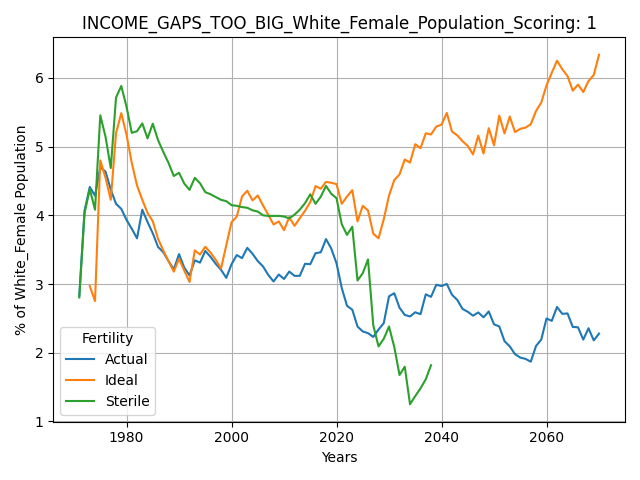 INCOME_GAPS_TOO_BIG_White_Female_Population_Scoring: 1
% of White_Female Population
6
5
4
3
2
1
Fertility
Actual
Ideal
Sterile
1980 2000 2020 2040 2060
Years